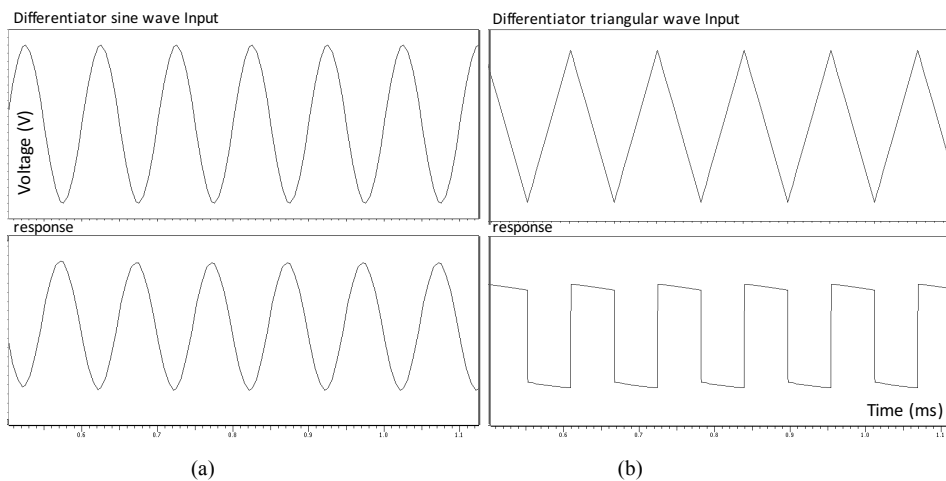 Differentiator sine wave Input
Voltage (V)
response
0.6 0.7 0.8 0.9 1.0 1.1
(a)
Differentiator triangular wave Input
response
Time (ms)
0.6 0.7 0.8 0.9 1.0 1.1
(b)